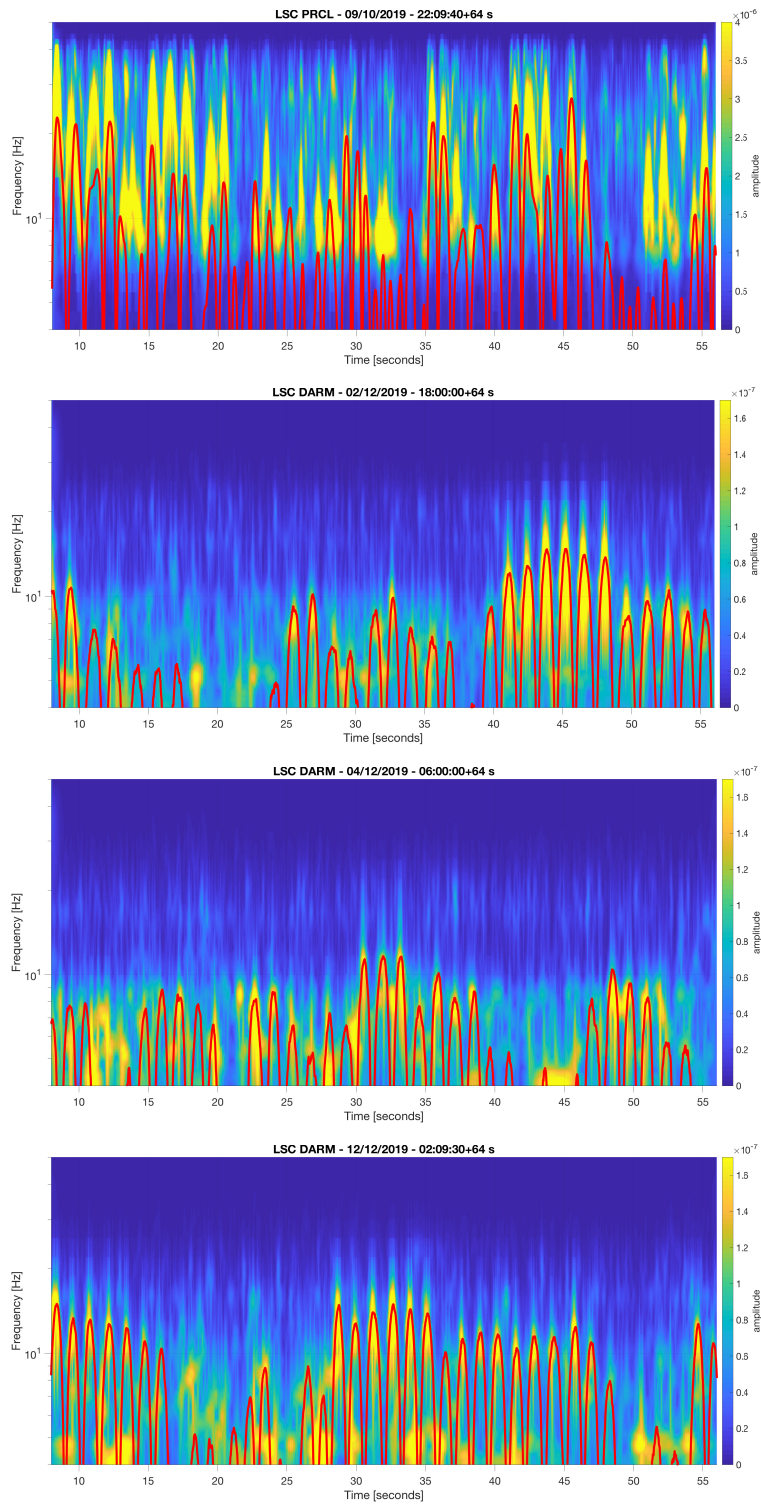 LSC PRCL - 09/10/2019 - 22:09:40+64 s
×10⁻⁶
4
3.5
3
2.5
2
1.5
1
0.5
0
amplitude
Frequency [Hz]
10¹
10 15 20 25 30 35 40 45 50 55
Time [seconds]
LSC DARM - 02/12/2019 - 18:00:00+64 s
×10⁻⁷
1.6
1.4
1.2
1
0.8
0.6
0.4
0.2
0
amplitude
Frequency [Hz]
10¹
10 15 20 25 30 35 40 45 50 55
Time [seconds]
LSC DARM - 04/12/2019 - 06:00:00+64 s
×10⁻⁷
1.6
1.4
1.2
1
0.8
0.6
0.4
0.2
0
amplitude
Frequency [Hz]
10¹
10 15 20 25 30 35 40 45 50 55
Time [seconds]
LSC DARM - 12/12/2019 - 02:09:30+64 s
×10⁻⁷
1.6
1.4
1.2
1
0.8
0.6
0.4
0.2
0
amplitude
Frequency [Hz]
10¹
10 15 20 25 30 35 40 45 50 55
Time [seconds]